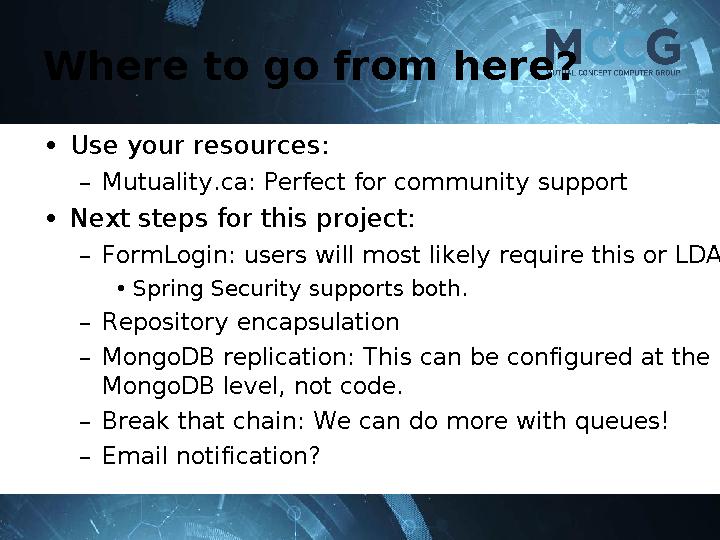 Where to go from here?
MCCG
MUTUAL CONCEPT COMPUTER GROUP
• Use your resources:
– Mutuality.ca: Perfect for community support
• Next steps for this project:
– FormLogin: users will most likely require this or LDA
• Spring Security supports both.
– Repository encapsulation
– MongoDB replication: This can be configured at the
MongoDB level, not code.
– Break that chain: We can do more with queues!
– Email notification?